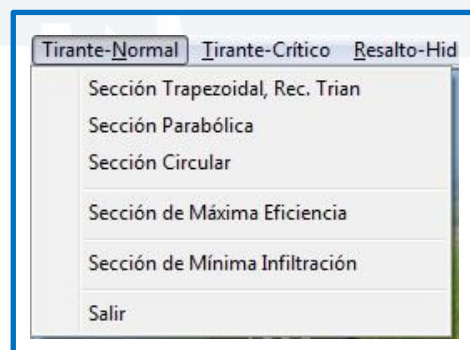 Tirante-Normal Tirante-Crítico Resalto-Hid
Sección Trapezoidal, Rec. Trian
Sección Parabólica
Sección Circular
Sección de Máxima Eficiencia
Sección de Mínima Infiltración
Salir